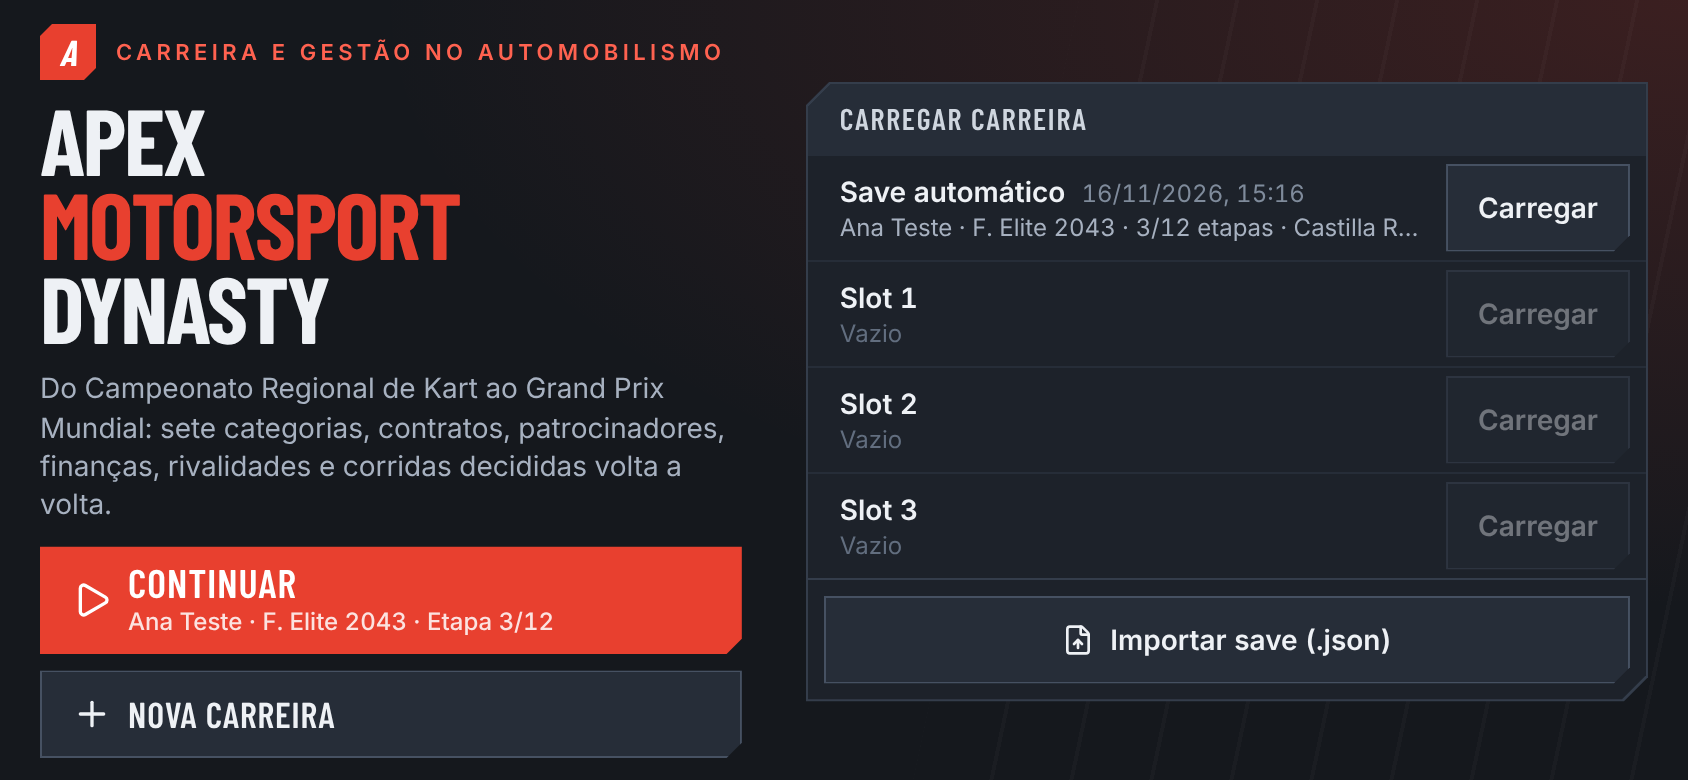 A
CARREIRA E GESTÃO NO AUTOMOBILISMO
APEX
MOTORSPORT
DYNASTY
Do Campeonato Regional de Kart ao Grand Prix
Mundial: sete categorias, contratos, patrocinadores,
finanças, rivalidades e corridas decididas volta a
volta.
CONTINUAR
Ana Teste · F. Elite 2043 · Etapa 3/12
NOVA CARREIRA
CARREGAR CARREIRA
Save automático 16/11/2026, 15:16
Ana Teste · F. Elite 2043 · 3/12 etapas · Castilla R...
Carregar
Slot 1
Vazio
Carregar
Slot 2
Vazio
Carregar
Slot 3
Vazio
Carregar
Importar save (.json)